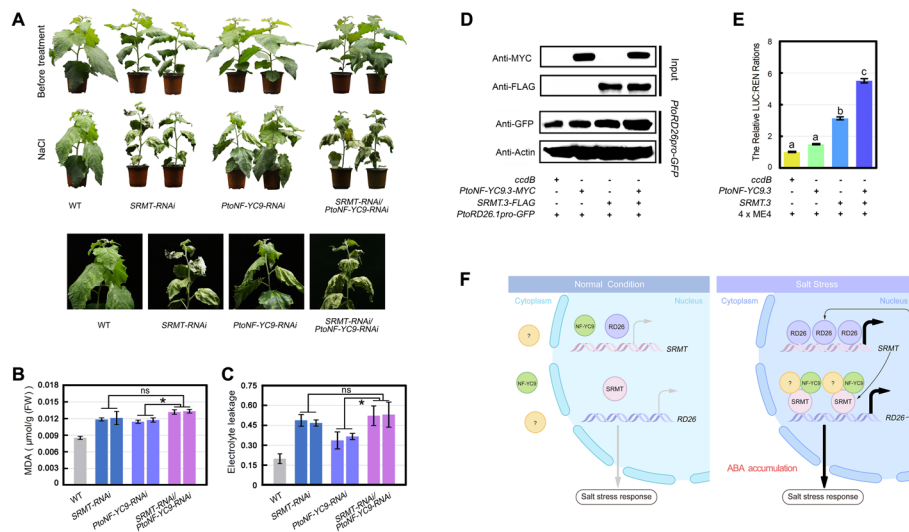 A
Before treatment
NaCl
WT
SRMT-RNAi
PtoNF-YC9-RNAi
SRMT-RNAi/
PtoNF-YC9-RNAi
WT
SRMT-RNAi
PtoNF-YC9-RNAi
SRMT-RNAi/
PtoNF-YC9-RNAi
B
MDA ( μmol/g (FW)
0.018
0.015
0.012
0.009
0.006
0.003
0.000
ns
*
WT
SRMT-RNAi
PtoNF-YC9-RNAi
SRMT-RNAi/
PtoNF-YC9-RNAi
C
Electrolyte leakage
0.60
0.45
0.30
0.15
0.00
ns
*
WT
SRMT-RNAi
PtoNF-YC9-RNAi
SRMT-RNAi/
PtoNF-YC9-RNAi
D
Anti-MYC
Anti-FLAG
Anti-GFP
Anti-Actin
Input
PtoRD26pro-GFP
ccdB + - - -
PtoNF-YC9.3-MYC - + - +
SRMT.3-FLAG - - + +
PtoRD26.1pro-GFP + + + +
E
The Relative LUC:REN Rations
8
6
4
2
0
a
a
b
c
ccdB + - - -
PtoNF-YC9.3 - + - +
SRMT.3 - - + +
4 x ME4 + + + +
F
Normal Condition
Cytoplasm
Nucleus
?
NF-YC9
RD26
SRMT
NF-YC9
SRMT
?
RD26
Salt stress response
Salt Stress
Cytoplasm
Nucleus
RD26
RD26
RD26
SRMT
?
NF-YC9
?
NF-YC9
SRMT
SRMT
RD26
ABA accumulation
Salt stress response